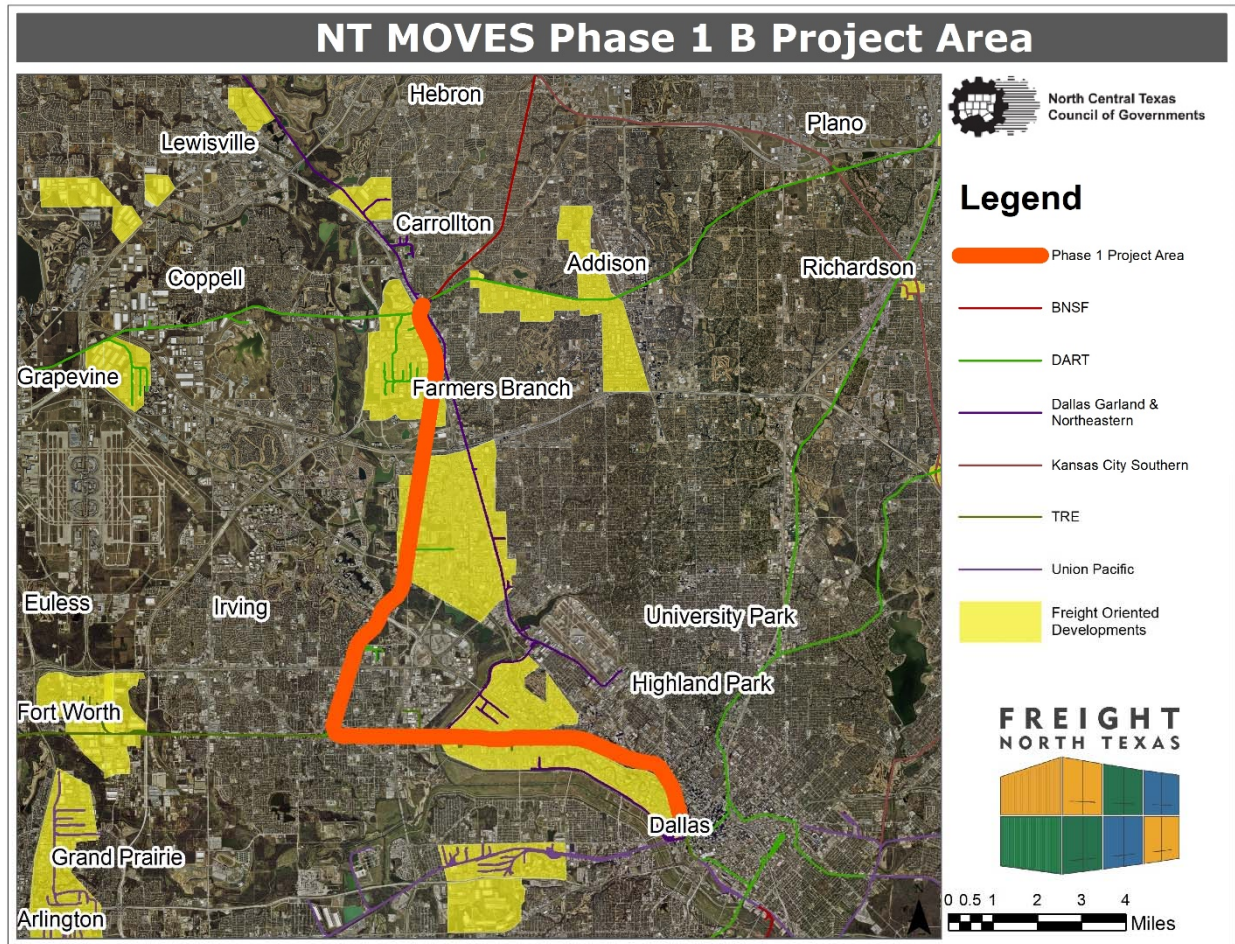 NT MOVES Phase 1 B Project Area
Hebron
Plano
Lewisville
Carrollton
Coppell
Addison
Richardson
Grapevine
Farmers Branch
Euless
Irving
University Park
Highland Park
Fort Worth
Dallas
Grand Prairie
Arlington
N
North Central Texas
Council of Governments
Legend
Phase 1 Project Area
BNSF
DART
Dallas Garland &
Northeastern
Kansas City Southern
TRE
Union Pacific
Freight Oriented
Developments
FREIGHT
NORTH TEXAS
0 0.5 1 2 3 4
Miles